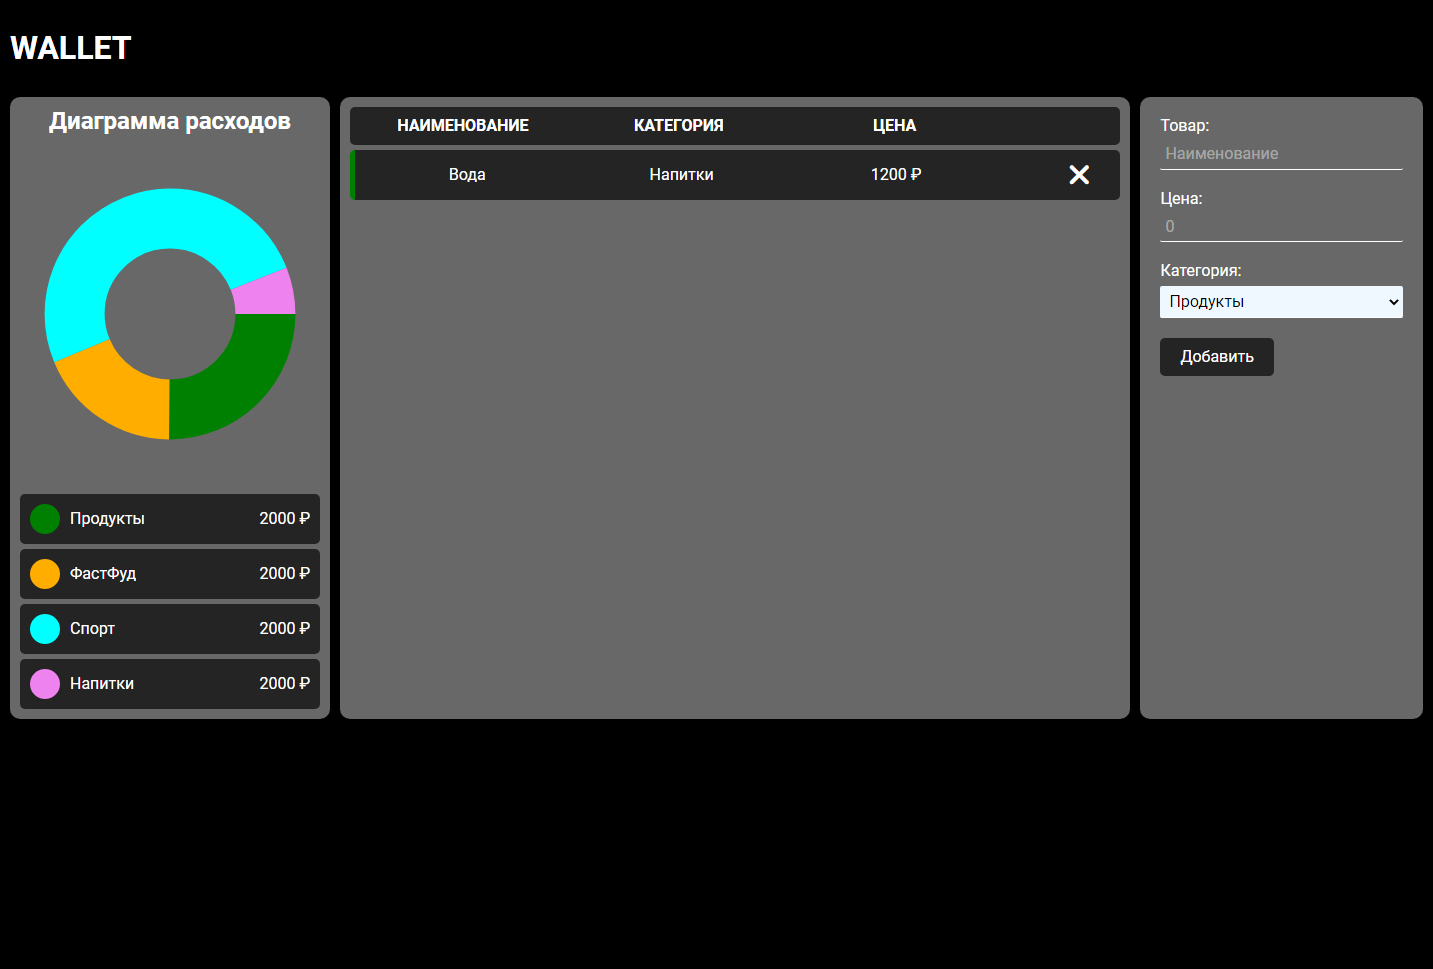 WALLET
Диаграмма расходов
Продукты 2000 ₽
ФастФуд 2000 ₽
Спорт 2000 ₽
Напитки 2000 ₽
НАИМЕНОВАНИЕ КАТЕГОРИЯ ЦЕНА
Вода Напитки 1200 ₽
Товар:
Наименование
Цена:
0
Категория:
Продукты
Добавить